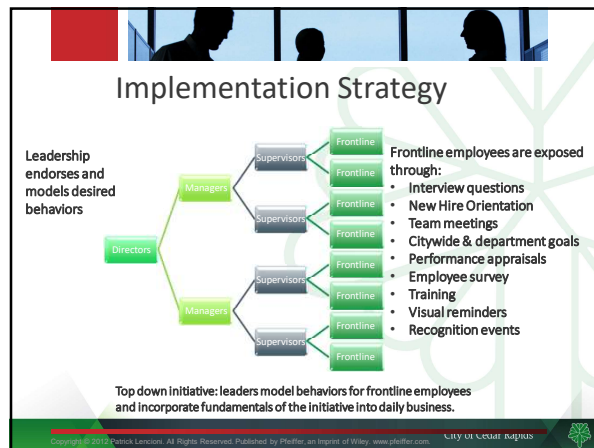 Implementation Strategy
Leadership
endorses and
models desired
behaviors
Directors
Managers
Managers
Supervisors
Supervisors
Supervisors
Supervisors
Frontline
Frontline
Frontline
Frontline
Frontline
Frontline
Frontline
Frontline
Frontline employees are exposed
through:
• Interview questions
• New Hire Orientation
• Team meetings
• Citywide & department goals
• Performance appraisals
• Employee survey
• Training
• Visual reminders
• Recognition events
Top down initiative: leaders model behaviors for frontline employees
and incorporate fundamentals of the initiative into daily business.
Copyright © 2012 Patrick Lencioni. All Rights Reserved. Published by Pfeiffer, an Imprint of Wiley. www.pfeiffer.com.
City of Cedar Rapids